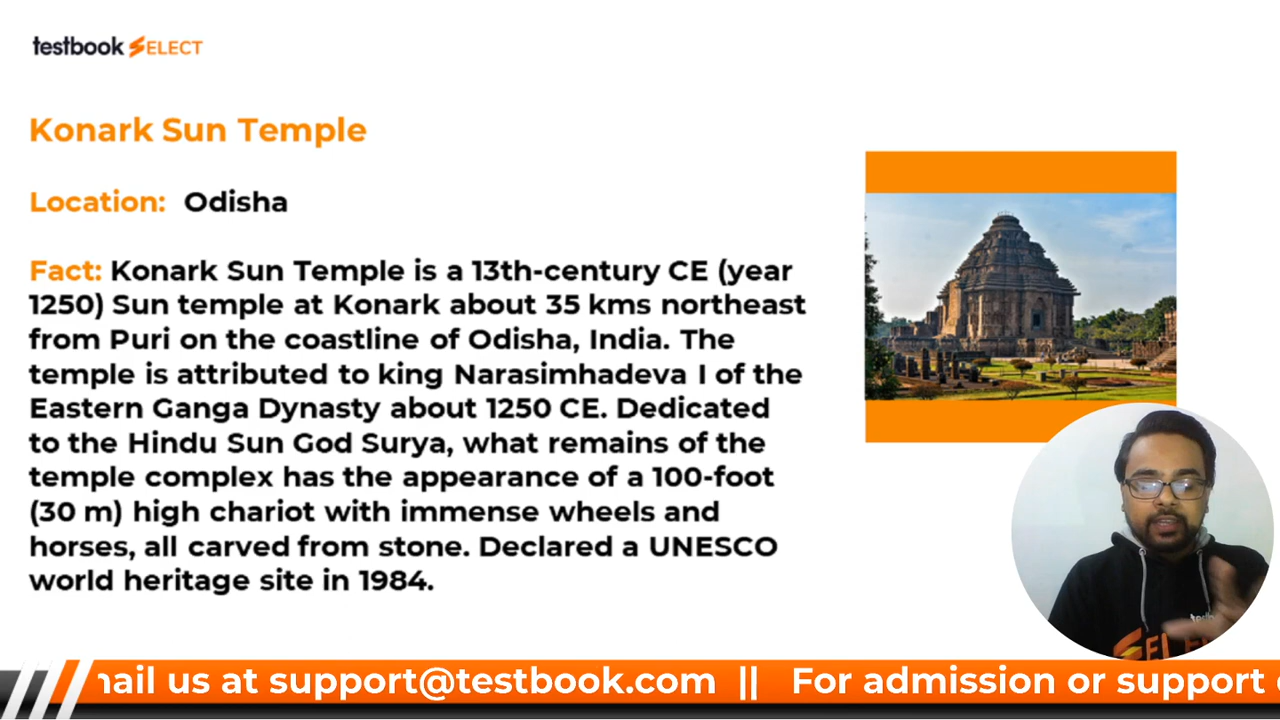 testbook SELECT
Konark Sun Temple
Location: Odisha
Fact: Konark Sun Temple is a 13th-century CE (year
1250) Sun temple at Konark about 35 kms northeast
from Puri on the coastline of Odisha, India. The
temple is attributed to king Narasimhadeva I of the
Eastern Ganga Dynasty about 1250 CE. Dedicated
to the Hindu Sun God Surya, what remains of the
temple complex has the appearance of a 100-foot
(30 m) high chariot with immense wheels and
horses, all carved from stone. Declared a UNESCO
world heritage site in 1984.
us at support@testbook.com || For admission or support